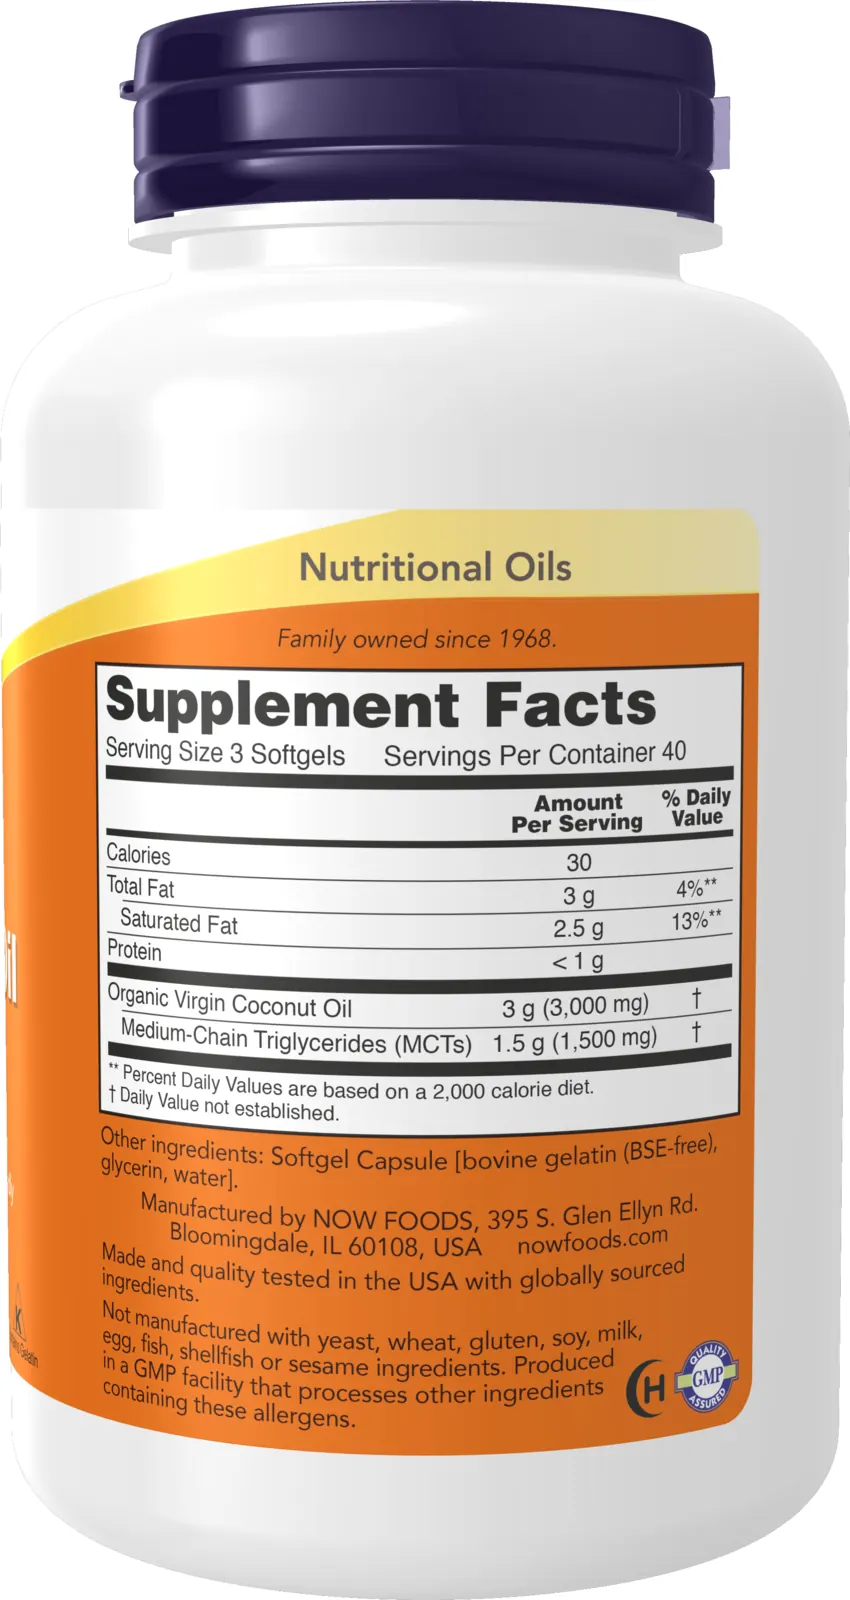 Nutritional Oils
Family owned since 1968.
Supplement Facts
Serving Size 3 Softgels Servings Per Container 40
Amount Per Serving % Daily Value
Calories 30
Total Fat 3 g 4%**
Saturated Fat 2.5 g 13%**
Protein < 1 g
Organic Virgin Coconut Oil 3 g (3,000 mg) †
Medium-Chain Triglycerides (MCTs) 1.5 g (1,500 mg) †
** Percent Daily Values are based on a 2,000 calorie diet.
† Daily Value not established.
Other ingredients: Softgel Capsule [bovine gelatin (BSE-free),
glycerin, water].
Manufactured by NOW FOODS, 395 S. Glen Ellyn Rd.
Bloomingdale, IL 60108, USA nowfoods.com
Made and quality tested in the USA with globally sourced
ingredients.
Not manufactured with yeast, wheat, gluten, soy, milk,
egg, fish, shellfish or sesame ingredients. Produced
in a GMP facility that processes other ingredients
containing these allergens.
H
QUALITY
GMP
ASSURED
K
Gelatin